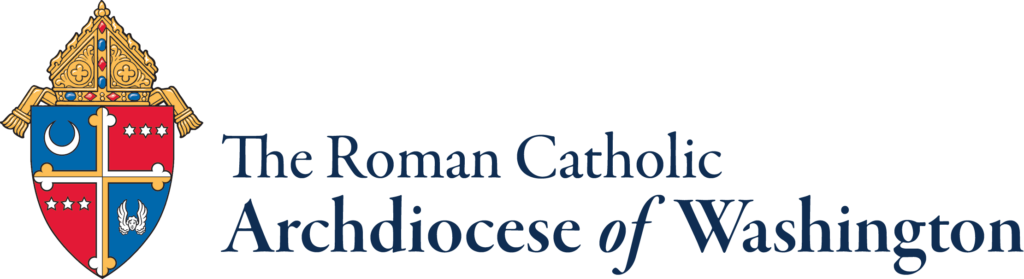 The Roman Catholic
Archdiocese of Washington